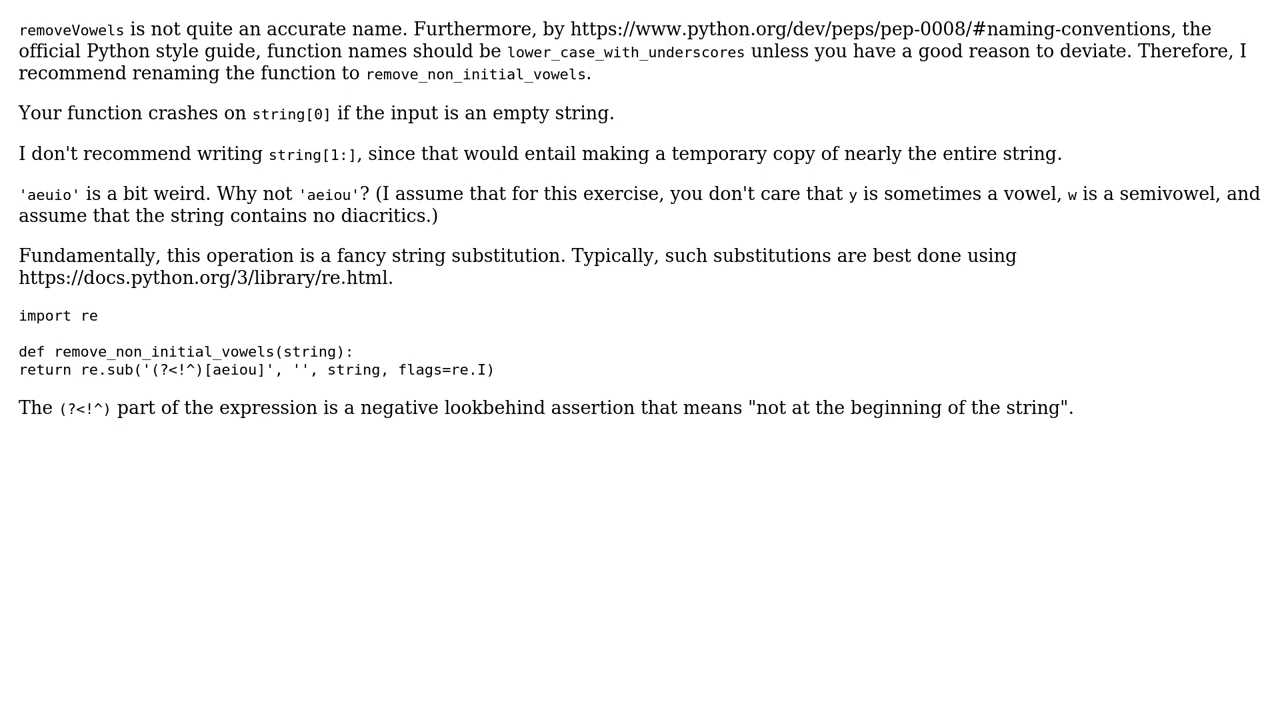 removeVowels is not quite an accurate name. Furthermore, by https://www.python.org/dev/peps/pep-0008/#naming-conventions, the
official Python style guide, function names should be lower_case_with_underscores unless you have a good reason to deviate. Therefore, I
recommend renaming the function to remove_non_initial_vowels.
Your function crashes on string[0] if the input is an empty string.
I don't recommend writing string[1:], since that would entail making a temporary copy of nearly the entire string.
'aeuio' is a bit weird. Why not 'aeiou'? (I assume that for this exercise, you don't care that y is sometimes a vowel, w is a semivowel, and
assume that the string contains no diacritics.)
Fundamentally, this operation is a fancy string substitution. Typically, such substitutions are best done using
https://docs.python.org/3/library/re.html.
import re
def remove_non_initial_vowels(string):
return re.sub('(?<!^)[aeiou]', '', string, flags=re.I)
The (?<!^) part of the expression is a negative lookbehind assertion that means "not at the beginning of the string".